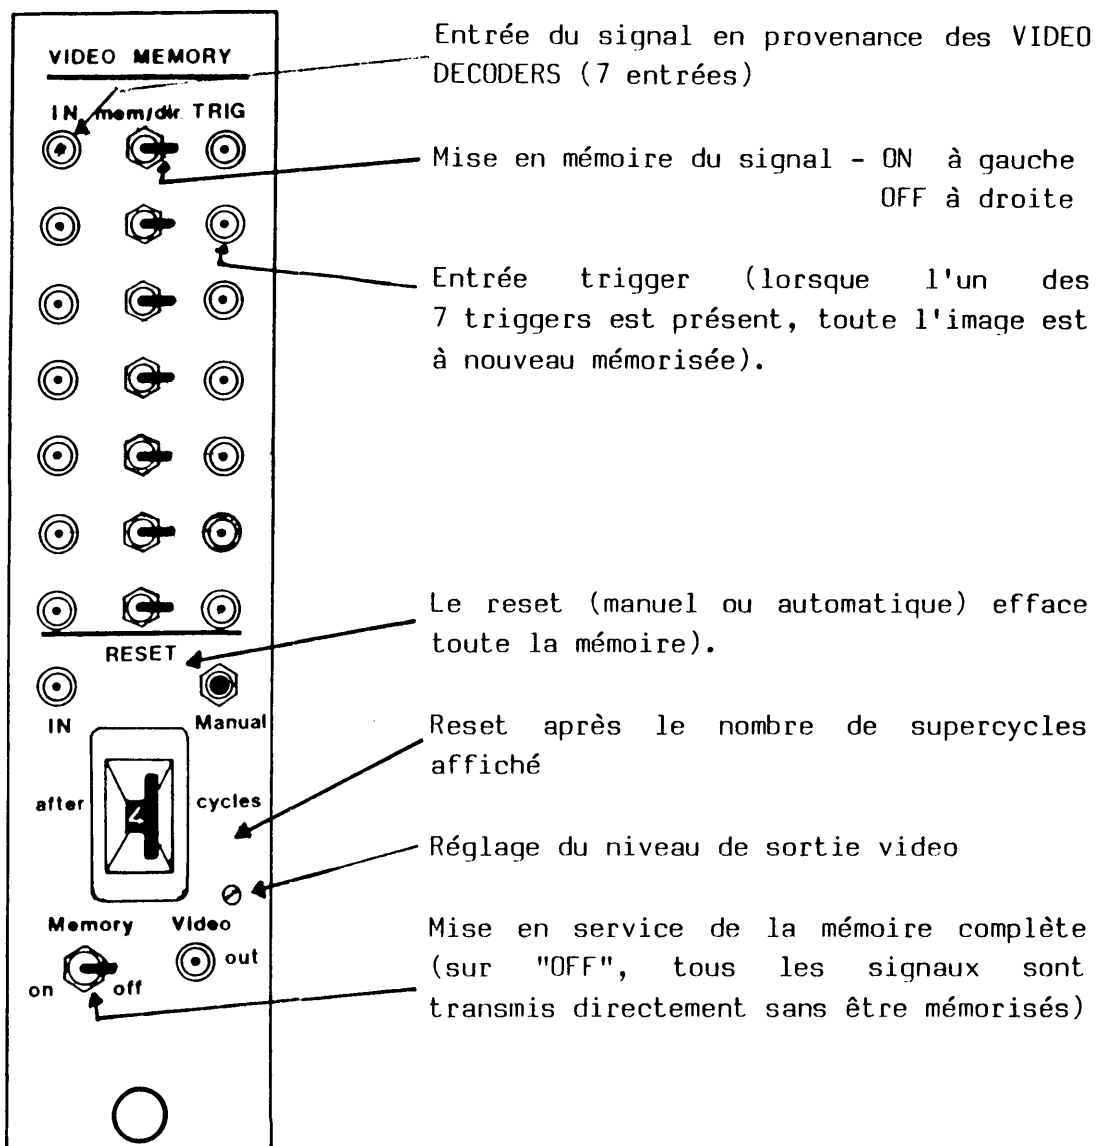 VIDEO MEMORY
IN mem/dir. TRIG
RESET
IN Manual
after 4 cycles
Memory Video
on off out
Entrée du signal en provenance des VIDEO
DECODERS (7 entrées)
Mise en mémoire du signal - ON à gauche
OFF à droite
Entrée trigger (lorsque l'un des
7 triggers est présent, toute l'image est
à nouveau mémorisée).
Le reset (manuel ou automatique) efface
toute la mémoire).
Reset après le nombre de supercycles
affiché
Réglage du niveau de sortie video
Mise en service de la mémoire complète
(sur "OFF", tous les signaux sont
transmis directement sans être mémorisés)